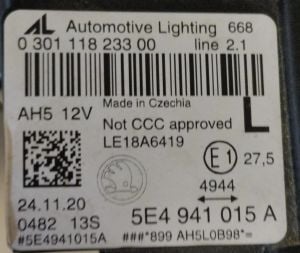 AL Automotive Lighting 668
0 301 118 233 00 line 2.1
AH5 12V
Made in Czechia
Not CCC approved L
LE18A6419
E1 27,5
4944
24.11.20
0482 13S
5E4 941 015 A
#5E4941015A ###*899 AH5L0B98*=